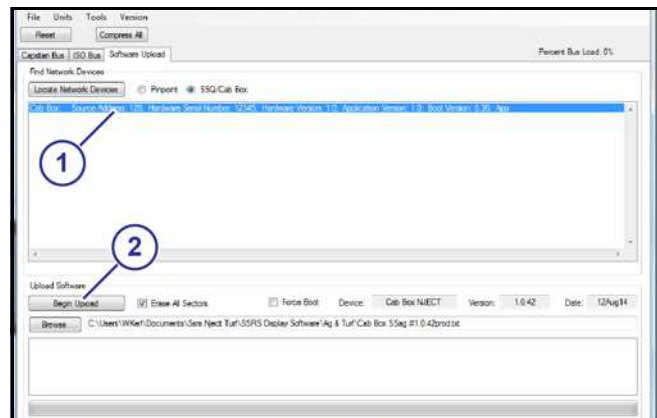 File Units Tools Version
Reset Compress All
Capstan Bus ISO Bus Software Upload Percent Bus Load: 0%
Find Network Devices
Locate Network Devices Pinpoint SSQ/Cab Box
Cab Box: Source Address: 128, Hardware Serial Number: 12345, Hardware Version: 1.0, Application Version: 1.0, Boot Version: 0.36, App
1
2
Upload Software
Begin Upload Erase All Sectors Force Boot Device: Cab Box NJECT Version: 1.0.42 Date: 12Aug14
Browse C:\Users\WKerf\Documents\Sara Nject Turf\SSRS Display Software\Ag & Turf\Cab Box SSag #1.0.42prod.txt